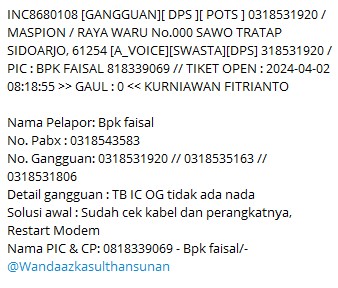 INC8680108 [GANGGUAN][ DPS ][ POTS ] 0318531920 /
MASPION / RAYA WARU No.000 SAWO TRATAP
SIDOARJO, 61254 [A_VOICE][SWASTA][DPS] 318531920 /
PIC : BPK FAISAL 818339069 // TIKET OPEN : 2024-04-02
08:18:55 >> GAUL : 0 << KURNIAWAN FITRIANTO

Nama Pelapor: Bpk faisal
No. Pabx : 0318543583
No. Gangguan: 0318531920 // 0318535163 //
0318531806
Detail gangguan : TB IC OG tidak ada nada
Solusi awal : Sudah cek kabel dan perangkatnya,
Restart Modem
Nama PIC & CP: 0818339069 - Bpk faisal/-
@Wandaazkasulthansunan